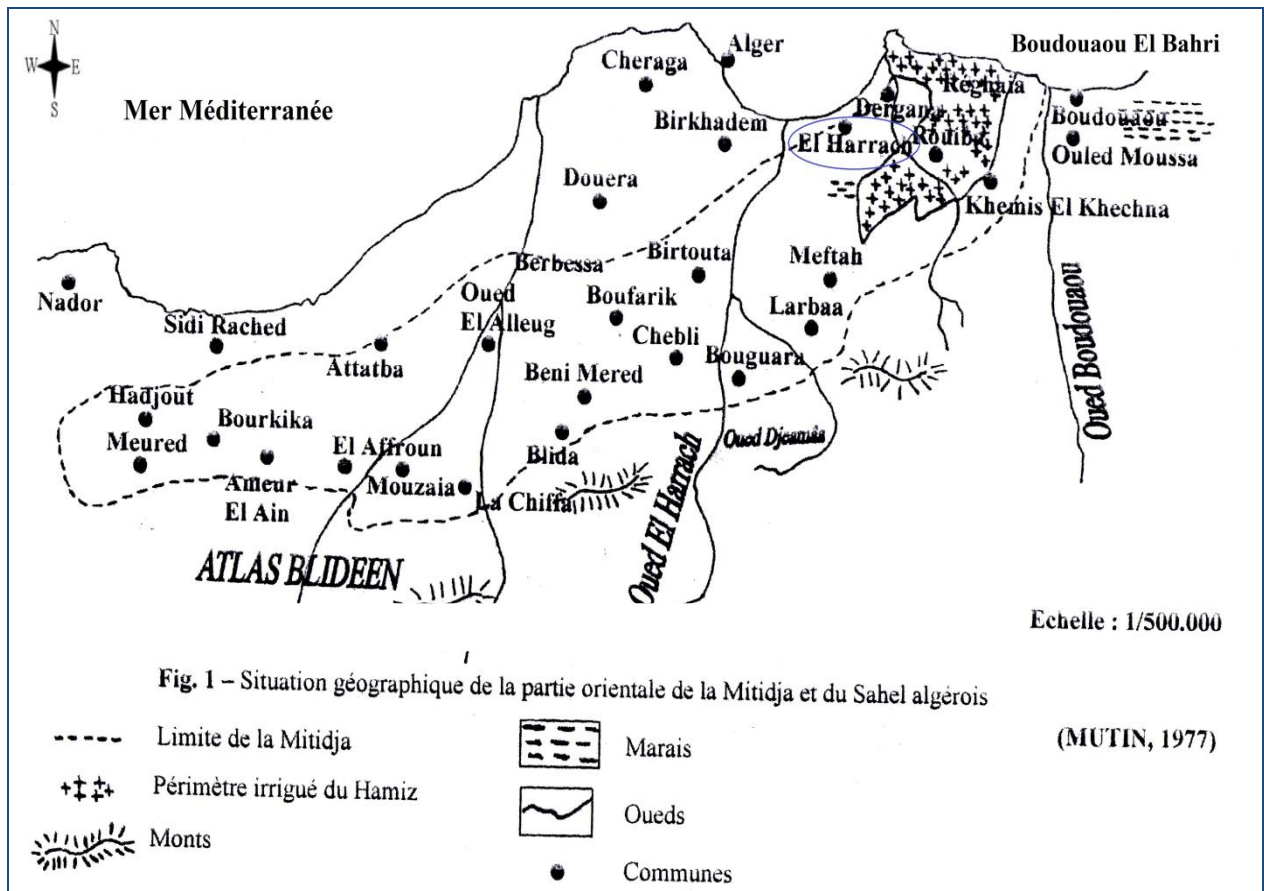 N
W E
S
Mer Méditerranée
Cheraga
Alger
Boudouaou El Bahri
Réghaia
Dergana
Birkhadem
El Harrach
Rouiba
Boudouaou
Ouled Moussa
Douera
Khemis El Khechna
Berbessa
Birtouta
Meftah
Nador
Oued
El Alleug
Boufarik
Larbaa
Sidi Rached
Chebli
Attatba
Bouguara
Beni Mered
Hadjout
Bourkika
Meured
El Affroun
Blida
Oued Djeamâa
Oued Boudouaou
Ameur
El Ain
Mouzaia
La Chiffa
Oued El Harrach
ATLAS BLIDEEN
Echelle : 1/500.000
Fig. 1 – Situation géographique de la partie orientale de la Mitidja et du Sahel algérois
Limite de la Mitidja
Marais
(MUTIN, 1977)
Périmètre irrigué du Hamiz
Oueds
Monts
Communes